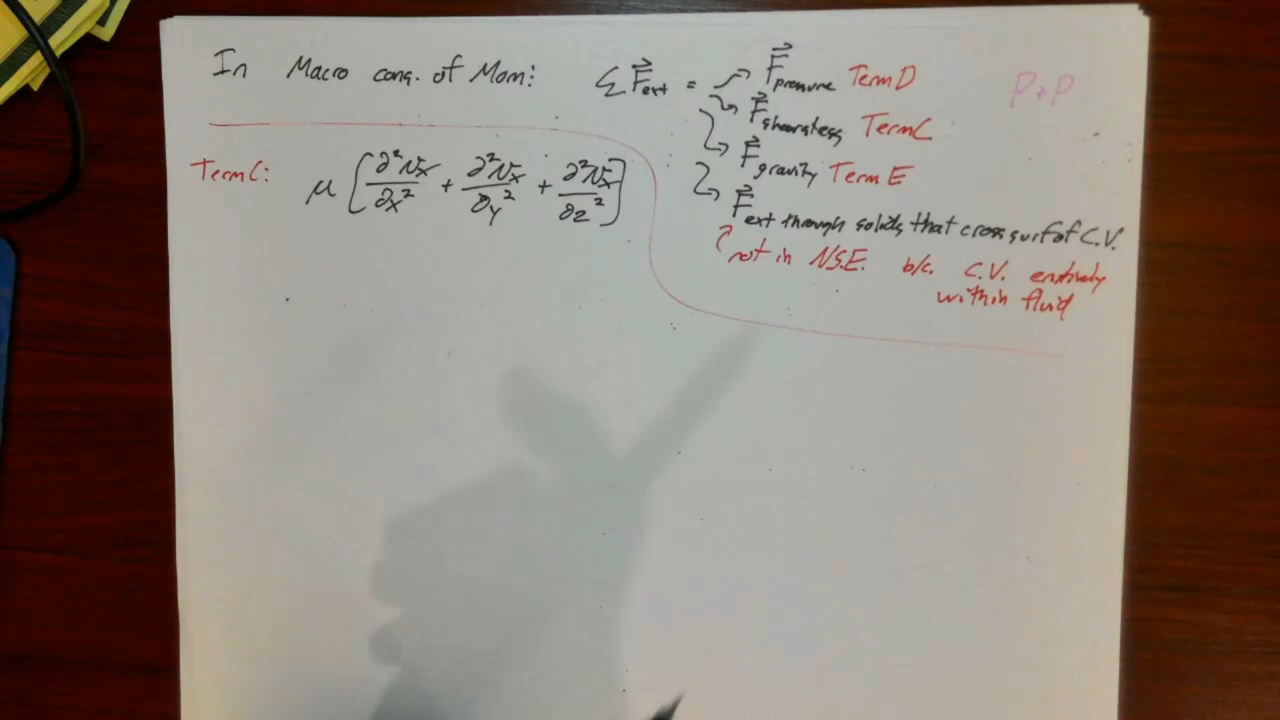 In Macro cons. of Mom: Σ F⃗ext = F⃗pressure Term D
P+P
F⃗shearstress Term C
F⃗gravity Term E
F⃗ext through solids that cross surf of C.V.
not in N.S.E. b/c. C.V. entirely
within fluid
Term C: μ [∂²vx/∂x² + ∂²vx/∂y² + ∂²vx/∂z²]